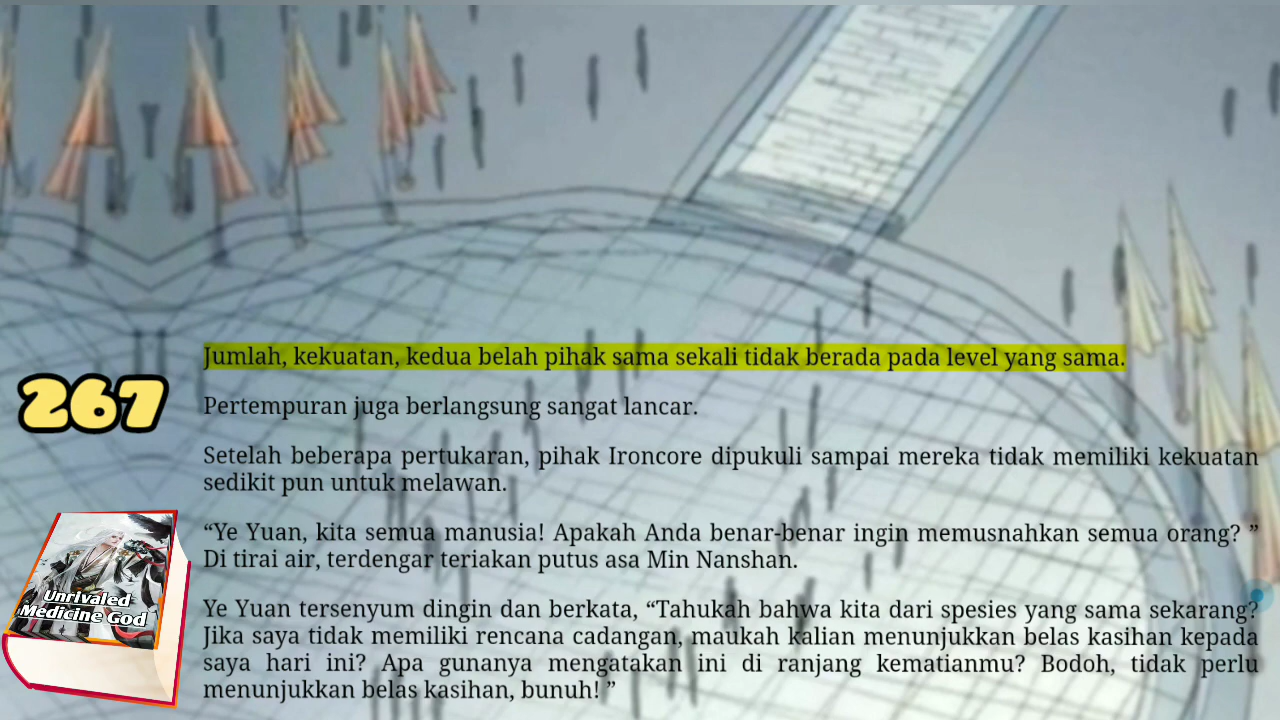 Jumlah, kekuatan, kedua belah pihak sama sekali tidak berada pada level yang sama.
267
Pertempuran juga berlangsung sangat lancar.
Setelah beberapa pertukaran, pihak Ironcore dipukuli sampai mereka tidak memiliki kekuatan
sedikit pun untuk melawan.
“Ye Yuan, kita semua manusia! Apakah Anda benar-benar ingin memusnahkan semua orang? ”
Di tirai air, terdengar teriakan putus asa Min Nanshan.
Ye Yuan tersenyum dingin dan berkata, “Tahukah bahwa kita dari spesies yang sama sekarang?
Jika saya tidak memiliki rencana cadangan, maukah kalian menunjukkan belas kasihan kepada
saya hari ini? Apa gunanya mengatakan ini di ranjang kematianmu? Bodoh, tidak perlu
menunjukkan belas kasihan, bunuh! ”
Unrivaled
Medicine God